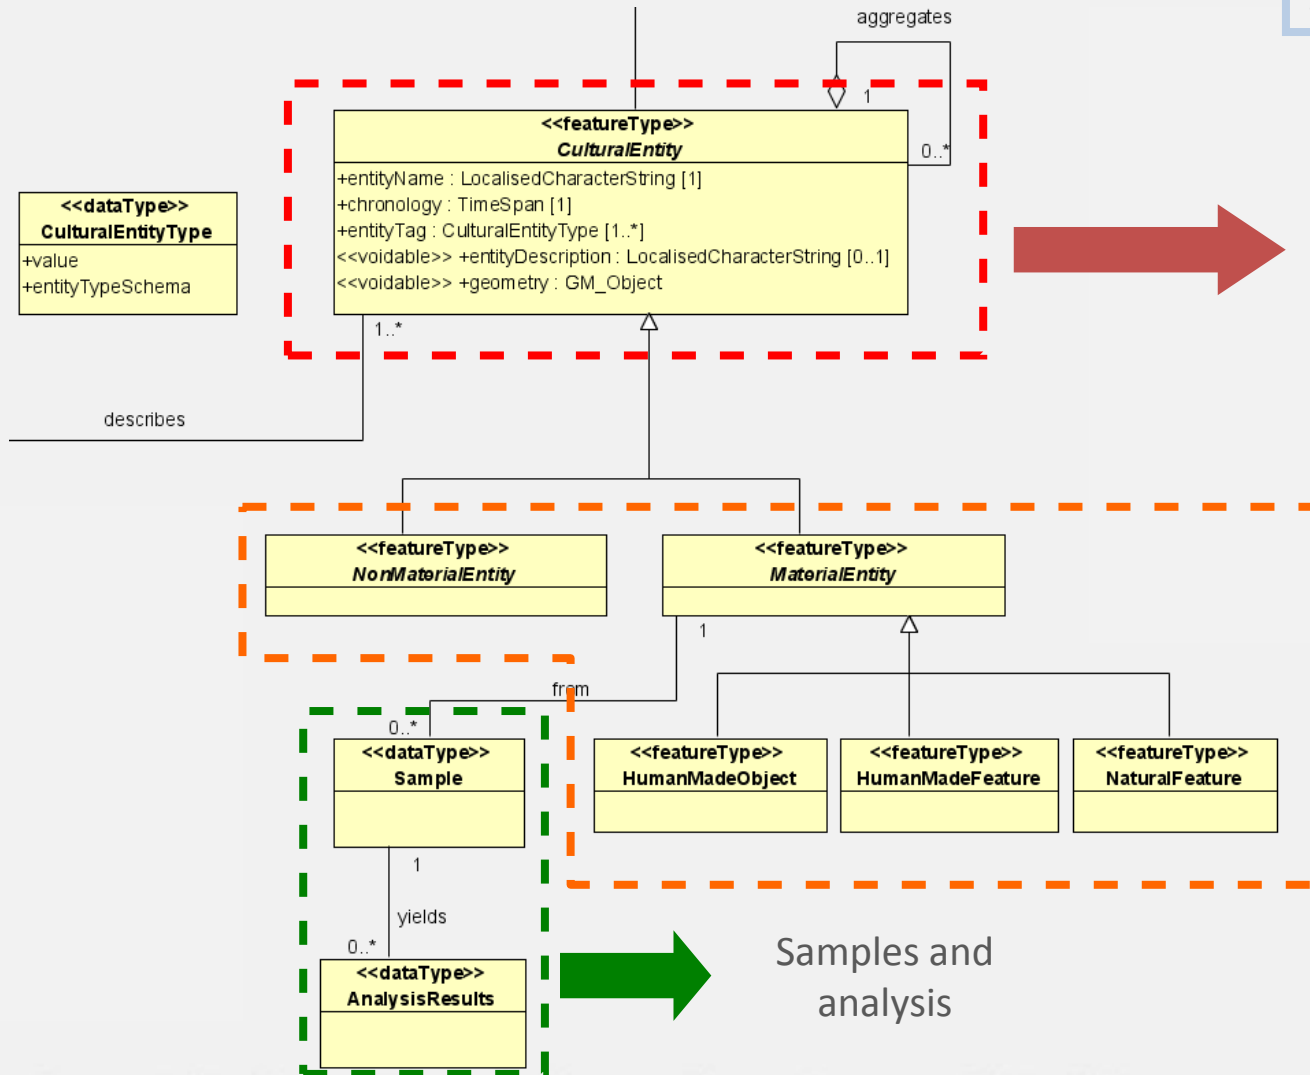 aggregates
1
0..*
<<featureType>>
CulturalEntity
+entityName : LocalisedCharacterString [1]
+chronology : TimeSpan [1]
+entityTag : CulturalEntityType [1..*]
<<voidable>> +entityDescription : LocalisedCharacterString [0..1]
<<voidable>> +geometry : GM_Object
<<dataType>>
CulturalEntityType
+value
+entityTypeSchema
1..*
describes
<<featureType>>
NonMaterialEntity
<<featureType>>
MaterialEntity
1
from
0..*
<<dataType>>
Sample
<<featureType>>
HumanMadeObject
<<featureType>>
HumanMadeFeature
<<featureType>>
NaturalFeature
1
yields
0..*
<<dataType>>
AnalysisResults
Samples and
analysis